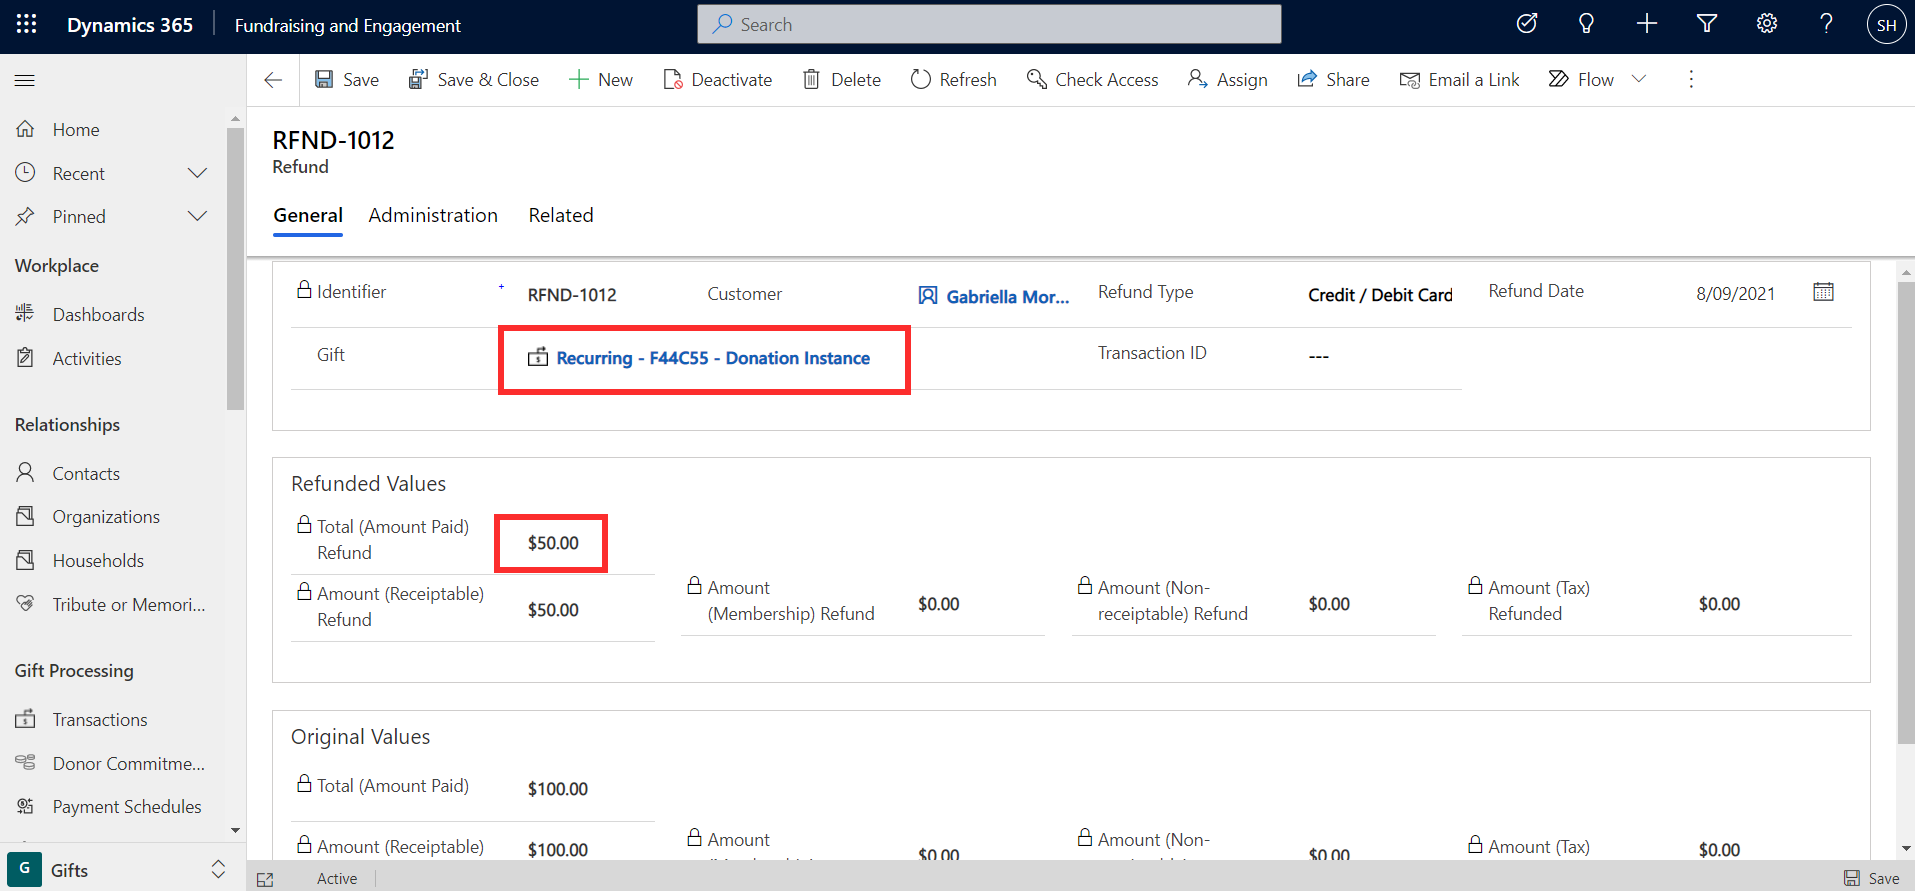 Dynamics 365
Fundraising and Engagement
Search
SH
Save
Save & Close
New
Deactivate
Delete
Refresh
Check Access
Assign
Share
Email a Link
Flow
Home
Recent
Pinned
Workplace
Dashboards
Activities
Relationships
Contacts
Organizations
Households
Tribute or Memori...
Gift Processing
Transactions
Donor Commitme...
Payment Schedules
G
Gifts
RFND-1012
Refund
General
Administration
Related
Identifier
RFND-1012
Customer
Gabriella Mor...
Refund Type
Credit / Debit Card
Refund Date
8/09/2021
Gift
Recurring - F44C55 - Donation Instance
Transaction ID
---
Refunded Values
Total (Amount Paid)
Refund
$50.00
Amount (Receiptable)
Refund
$50.00
Amount
(Membership) Refund
$0.00
Amount (Non-
receiptable) Refund
$0.00
Amount (Tax)
Refunded
$0.00
Original Values
Total (Amount Paid)
$100.00
Amount (Receiptable)
$100.00
Amount
$0.00
Amount (Non-
$0.00
Amount (Tax)
$0.00
Active
Save